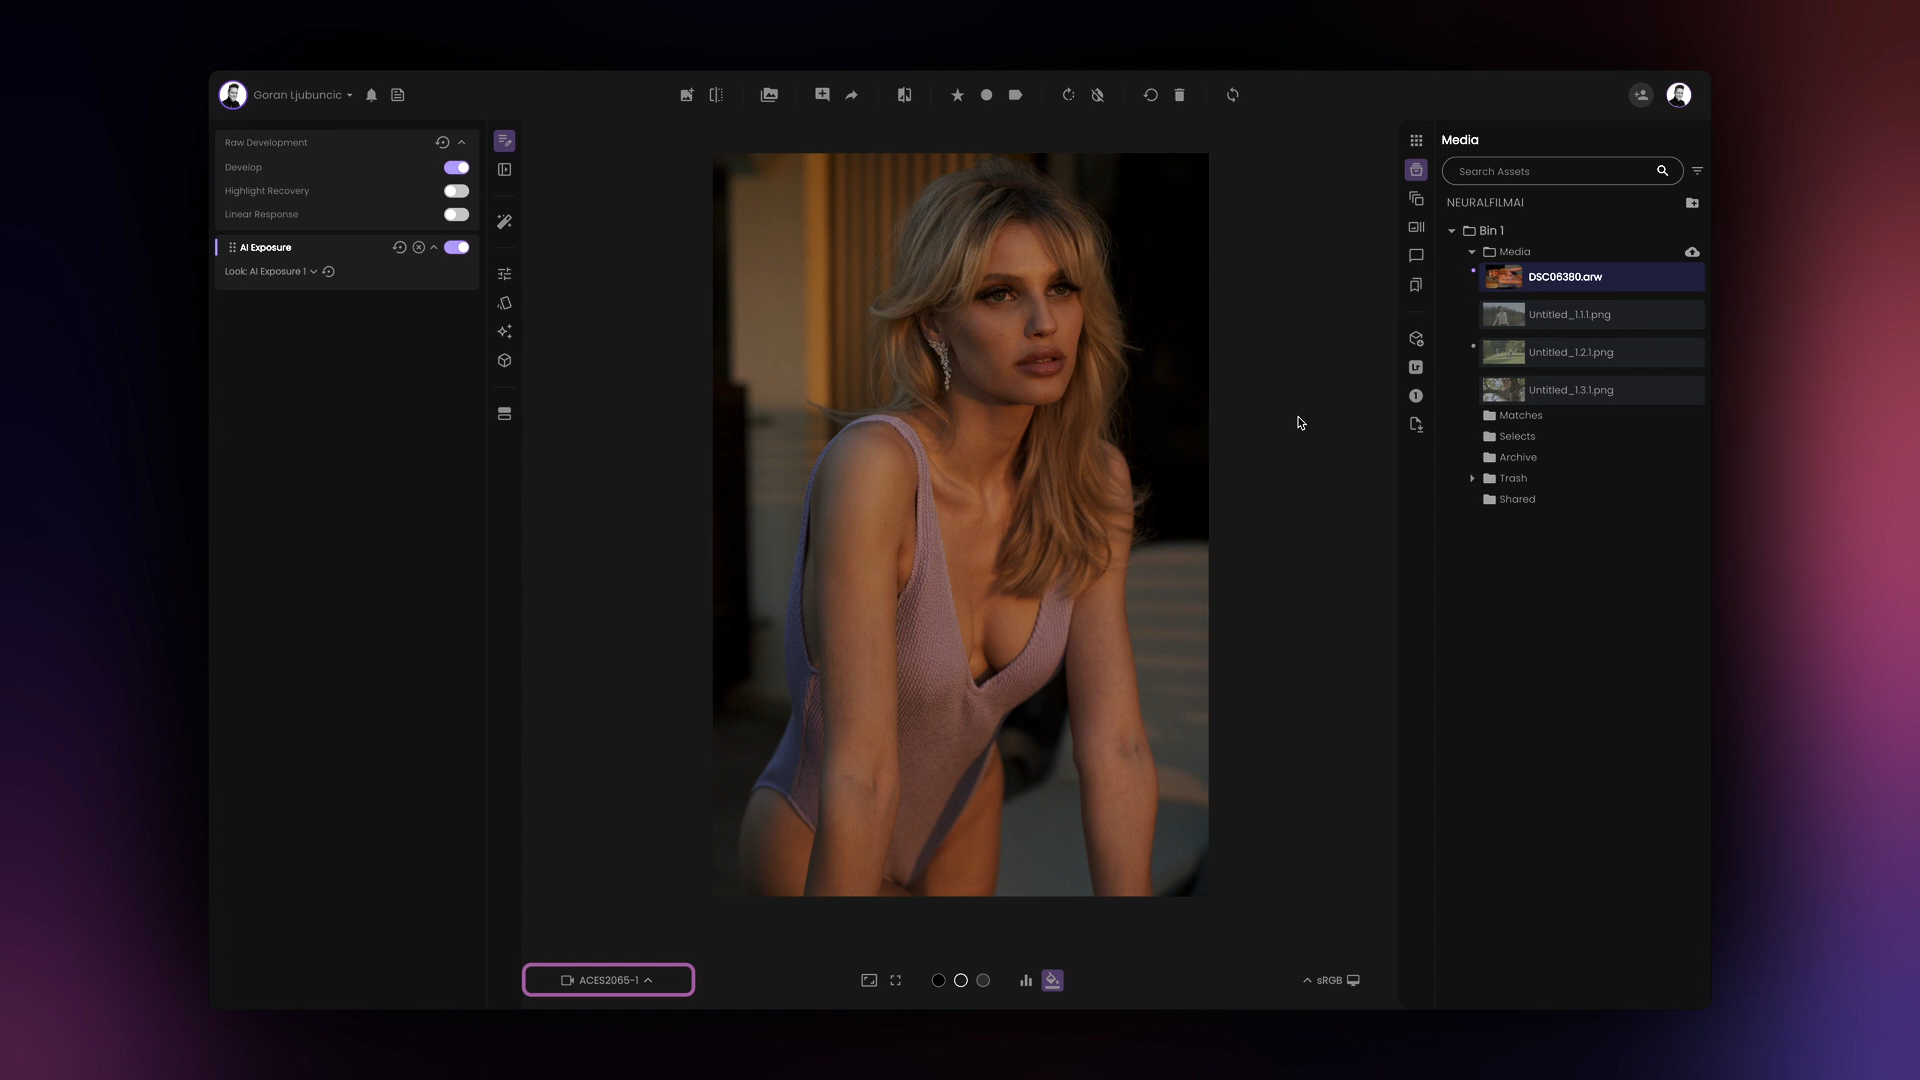 Goran Ljubuncic
Raw Development
Develop
Highlight Recovery
Linear Response
AI Exposure
Look: AI Exposure 1
ACES2065-1
sRGB
Lr
1
Media
Search Assets
NEURALFILMAI
Bin 1
Media
DSC06380.arw
Untitled_1.1.1.png
Untitled_1.2.1.png
Untitled_1.3.1.png
Matches
Selects
Archive
Trash
Shared